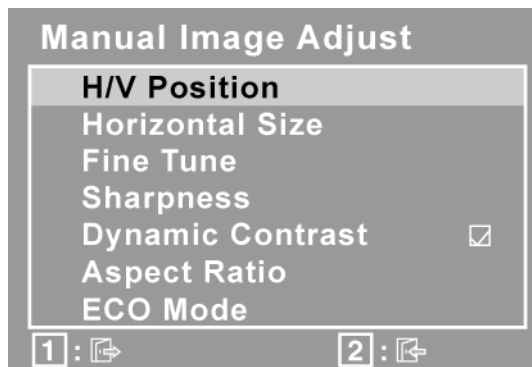 Manual Image Adjust
H/V Position
Horizontal Size
Fine Tune
Sharpness
Dynamic Contrast
Aspect Ratio
ECO Mode
1 : 2 :